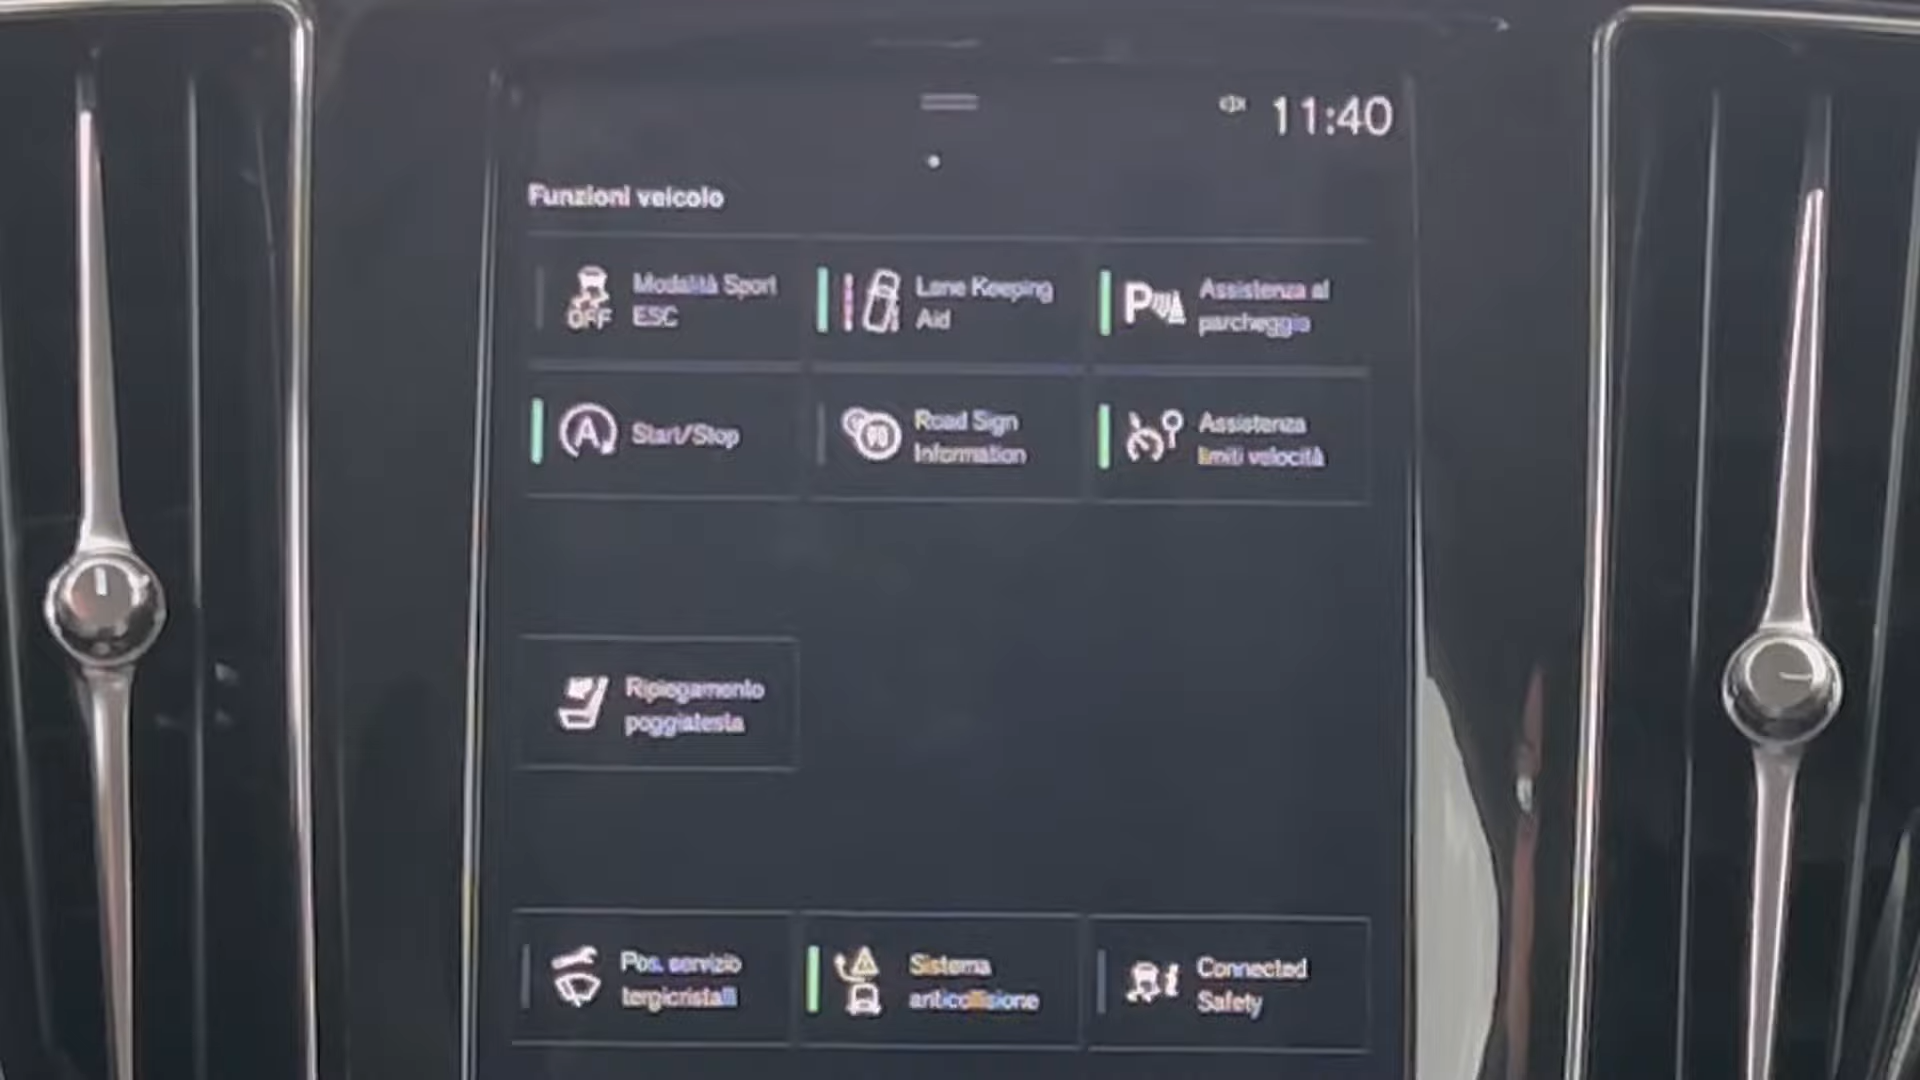 11:40
Funzioni veicolo
OFF
Modalità Sport
ESC
Lane Keeping
Aid
P
Assistenza al
parcheggio
A
Start/Stop
90
Road Sign
Information
Assistenza
limiti velocità
Ripiegamento
poggiatesta
Pos. servizio
tergicristalli
Sistema
anticollisione
Connected
Safety